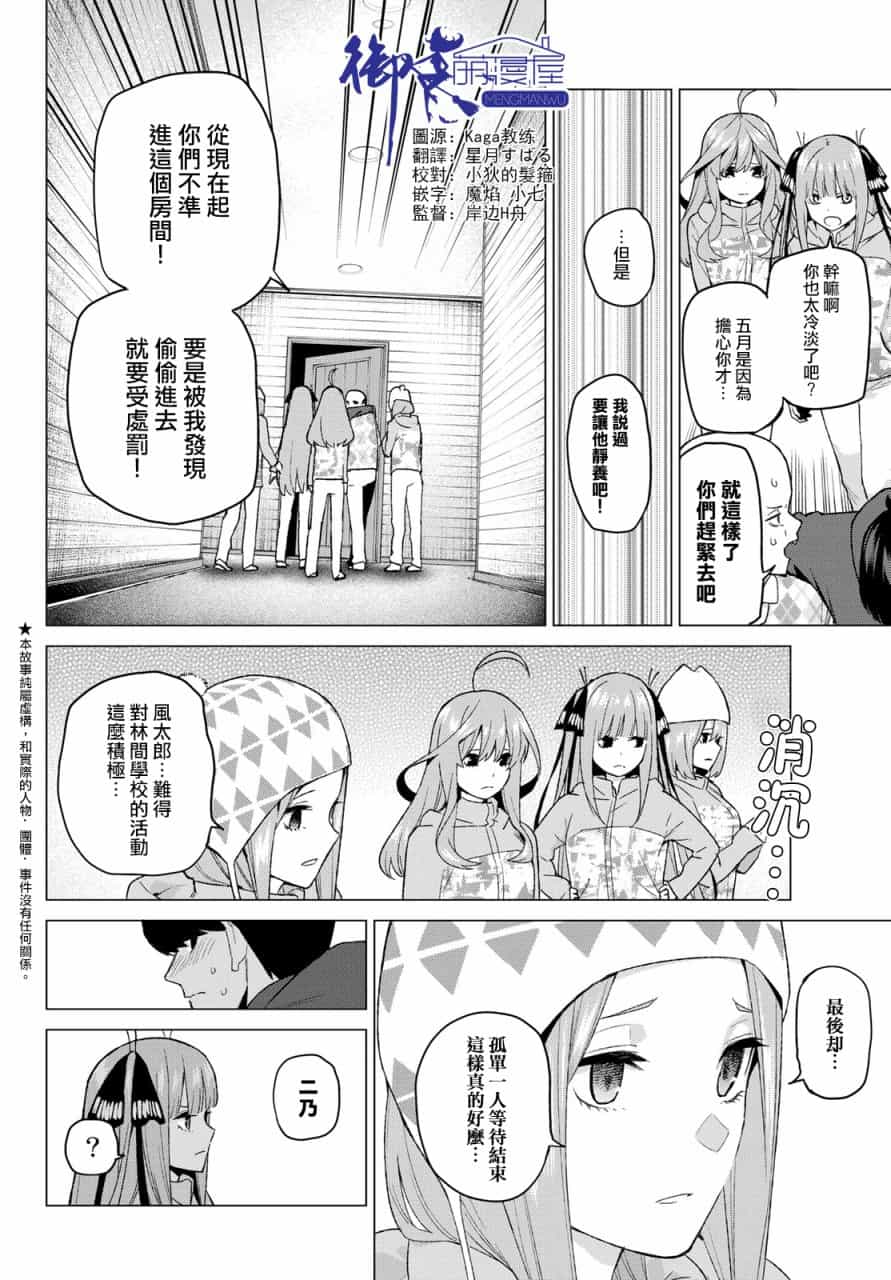 御萌漫屋
MENGMANWU
圖源：Kaga教练
翻譯：星月すばる
校對：小狄的髮箍
嵌字：魔焰 小七
監督：岸边H舟
幹嘛啊
你也太冷淡了吧？
五月是因為
擔心你才…
就這樣了
你們趕緊去吧
…但是
我說過
要讓他靜養吧！
從現在起
你們不準
進這個房間！
要是被我發現
偷偷進去
就要受處罰！
消沉…
風太郎…難得
對林間學校的活動
這麼積極…
最後却…
孤單一人等待結束
這樣真的好麼…
二乃
？
★本故事純屬虛構，和實際的人物．團體．事件沒有任何關係。